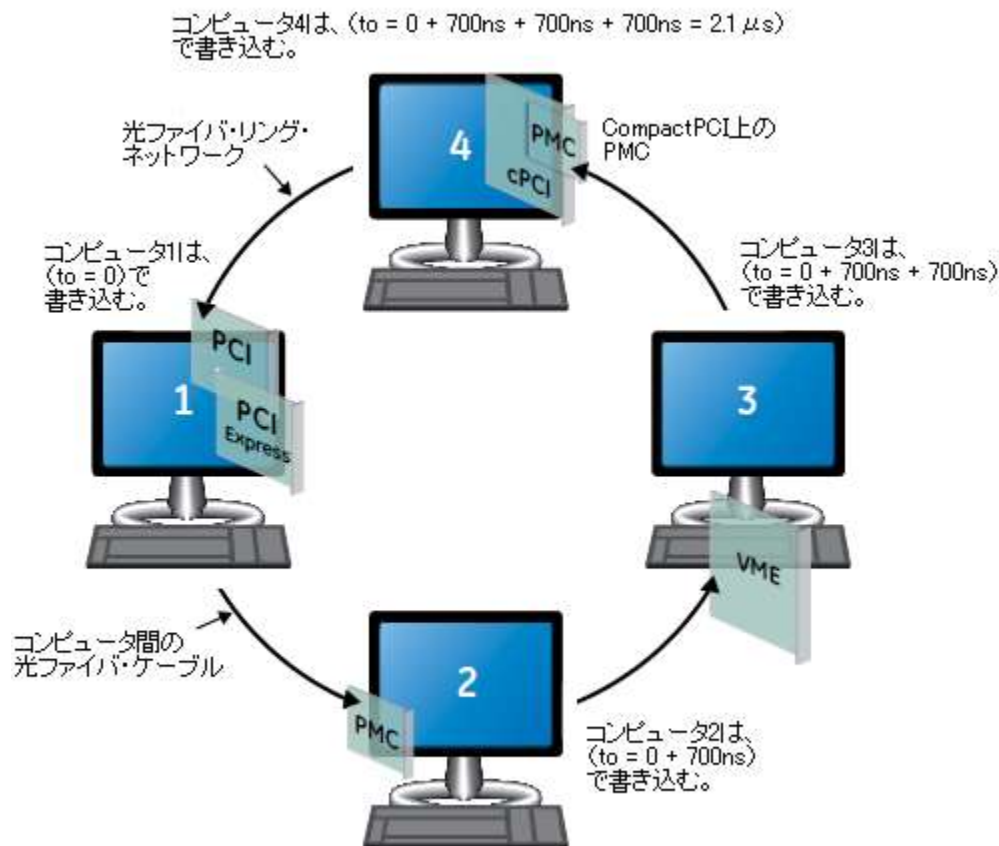 コンピュータ4は、(to = 0 + 700ns + 700ns + 700ns = 2.1 μs)
で書き込む。
光ファイバ・リング・
ネットワーク
4
PMC
cPCI
CompactPCI上の
PMC
コンピュータ1は、
(to = 0)で
書き込む。
コンピュータ3は、
(to = 0 + 700ns + 700ns)
で書き込む。
1
PCI
PCI
Express
3
VME
コンピュータ間の
光ファイバ・ケーブル
2
PMC
コンピュータ2は、
(to = 0 + 700ns)
で書き込む。